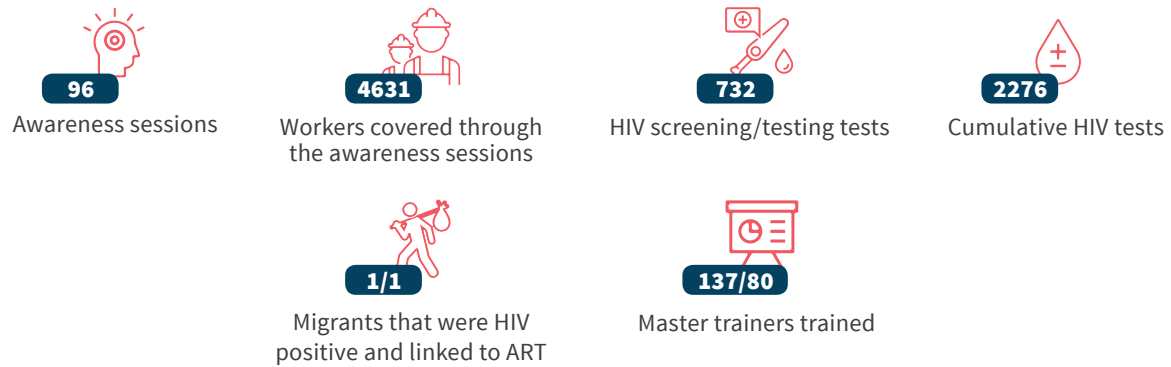 96
Awareness sessions
4631
Workers covered through
the awareness sessions
732
HIV screening/testing tests
2276
Cumulative HIV tests
1/1
Migrants that were HIV
positive and linked to ART
137/80
Master trainers trained